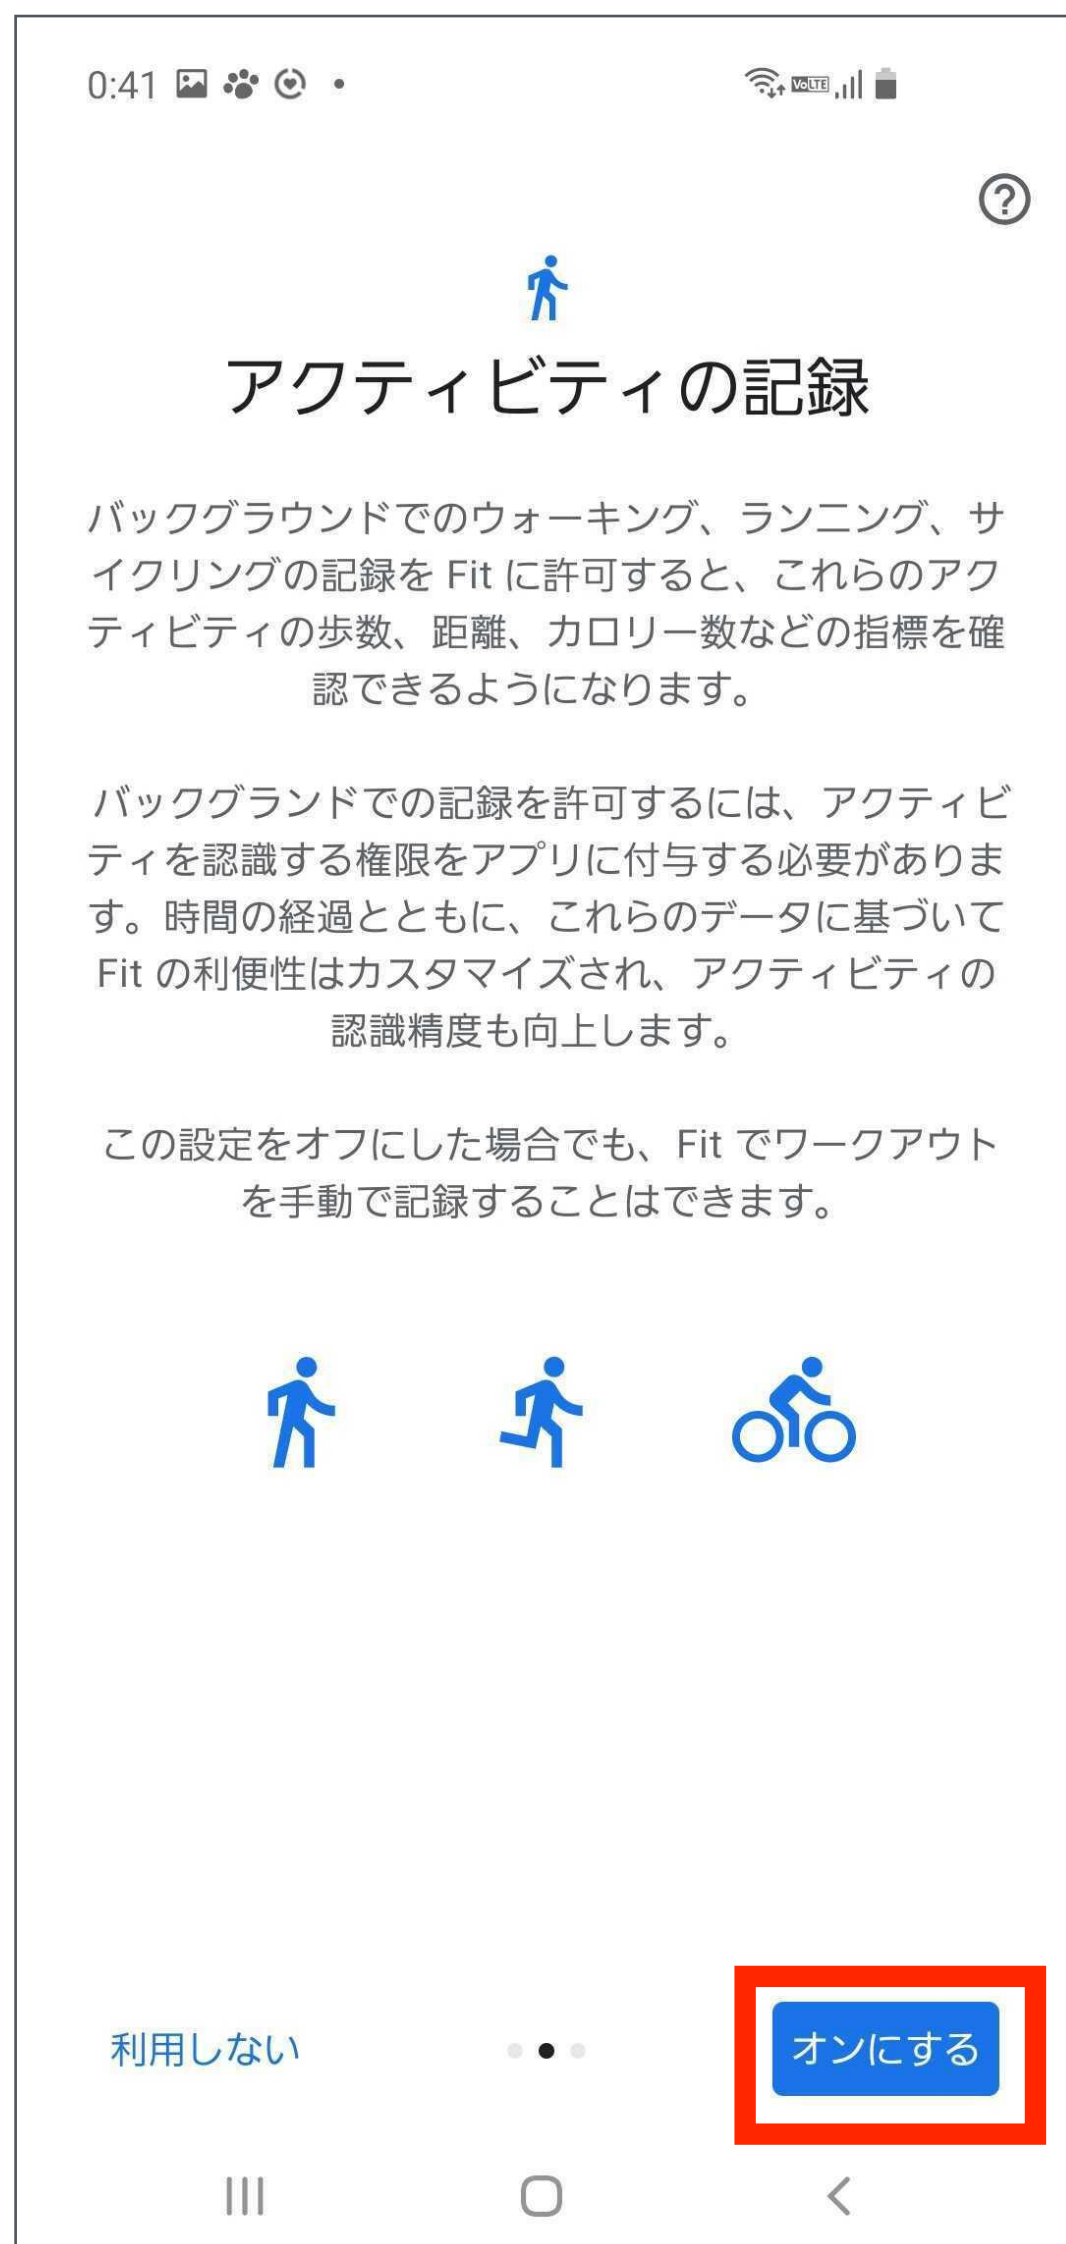 0:41
VoLTE
アクティビティの記録
バックグラウンドでのウォーキング、ランニング、サ
イクリングの記録を Fit に許可すると、これらのアク
ティビティの歩数、距離、カロリー数などの指標を確
認できるようになります。
バックグランドでの記録を許可するには、アクティビ
ティを認識する権限をアプリに付与する必要がありま
す。時間の経過とともに、これらのデータに基づいて
Fit の利便性はカスタマイズされ、アクティビティの
認識精度も向上します。
この設定をオフにした場合でも、Fit でワークアウト
を手動で記録することはできます。
利用しない
オンにする